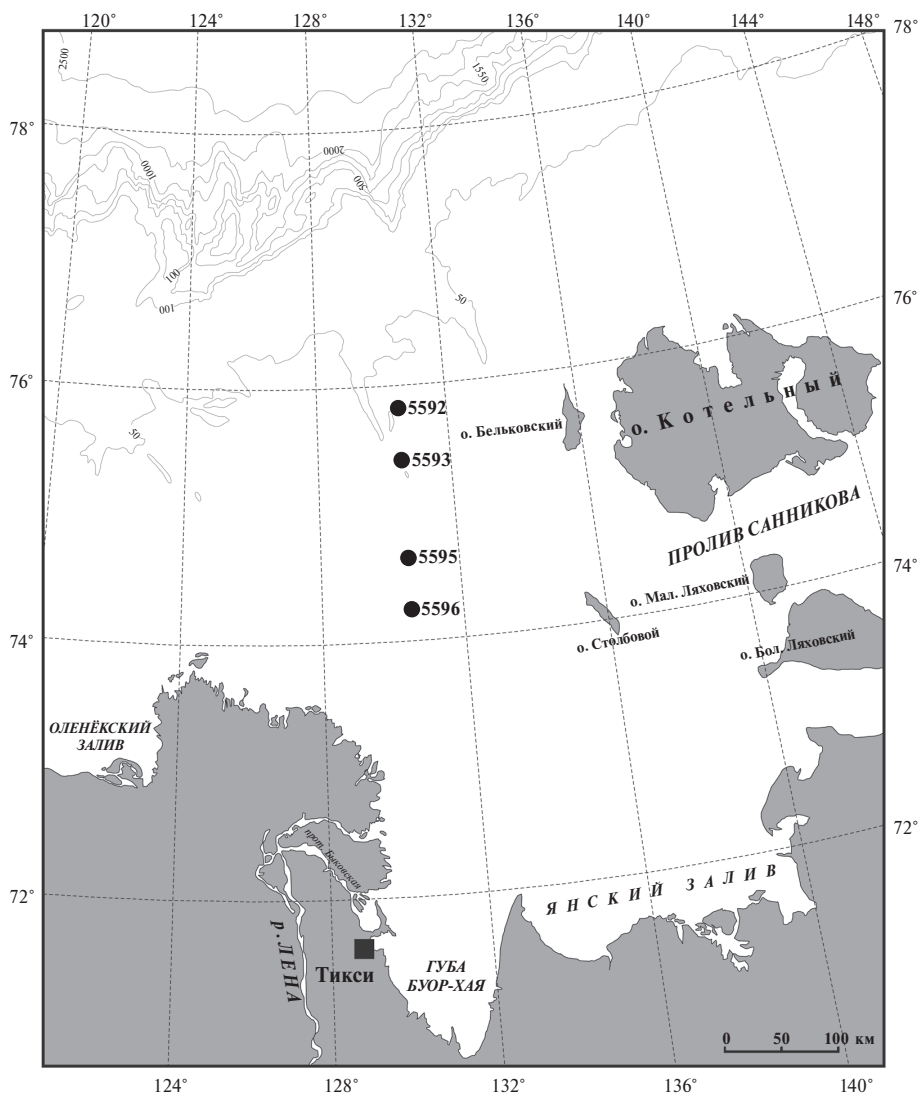 120° 124° 128° 132° 136° 140° 144° 148°
78°
2500
1550
78°
2000
1000
500
100
100
50
76°
76°
5592
о. Бельковский
о. Котельный
50
5593
ПРОЛИВ САННИКОВА
5595
74°
о. Мал. Ляховский
5596
74°
о. Столбовой
о. Бол. Ляховский
ОЛЕНЁКСКИЙ
ЗАЛИВ
72°
прот. Быковская
72°
ЯНСКИЙ ЗАЛИВ
р. ЛЕНА
Тикси
ГУБА
БУОР-ХАЯ
0 50 100 км
124° 128° 132° 136° 140°